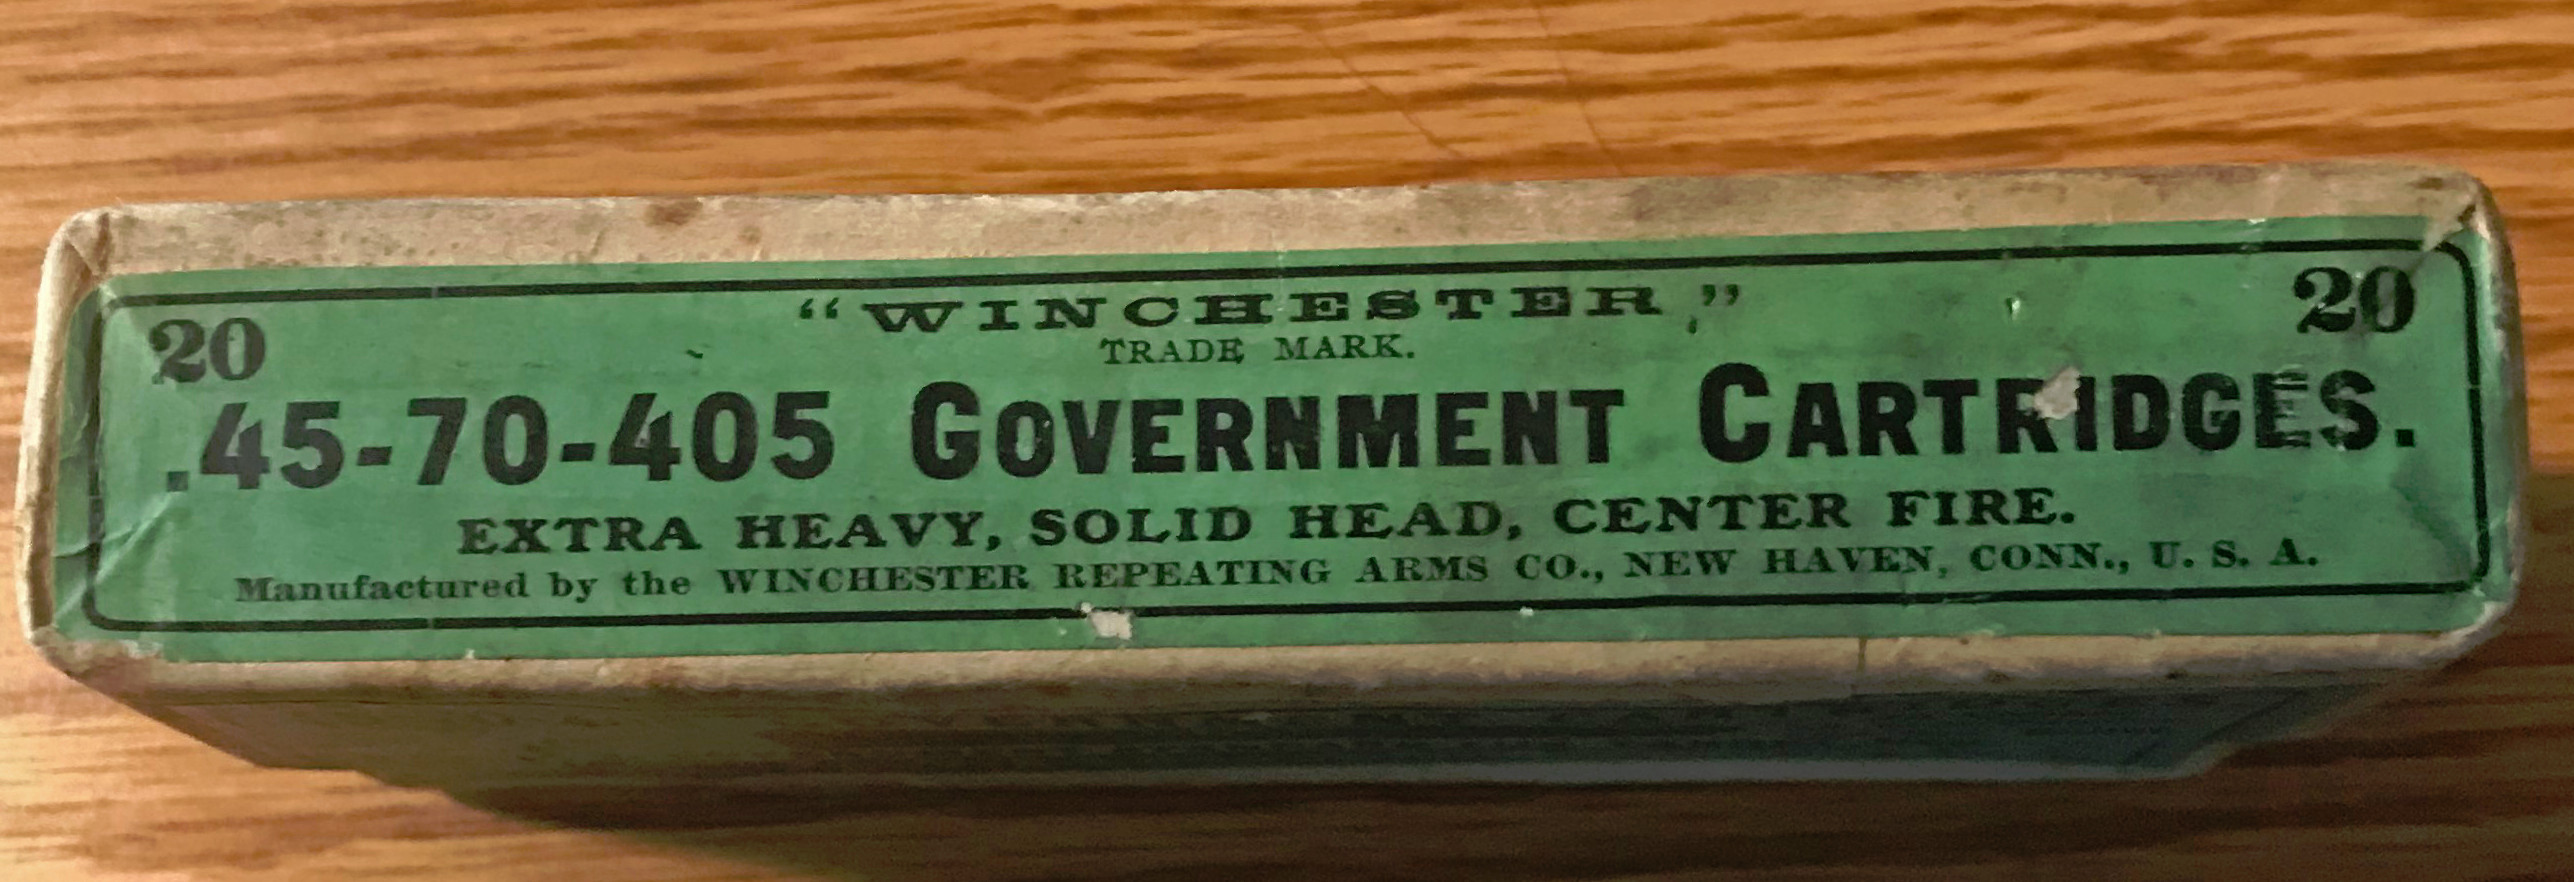 20 "WINCHESTER" 20
TRADE MARK.
.45-70-405 GOVERNMENT CARTRIDGES.
EXTRA HEAVY, SOLID HEAD, CENTER FIRE.
Manufactured by the WINCHESTER REPEATING ARMS CO., NEW HAVEN, CONN., U. S. A.